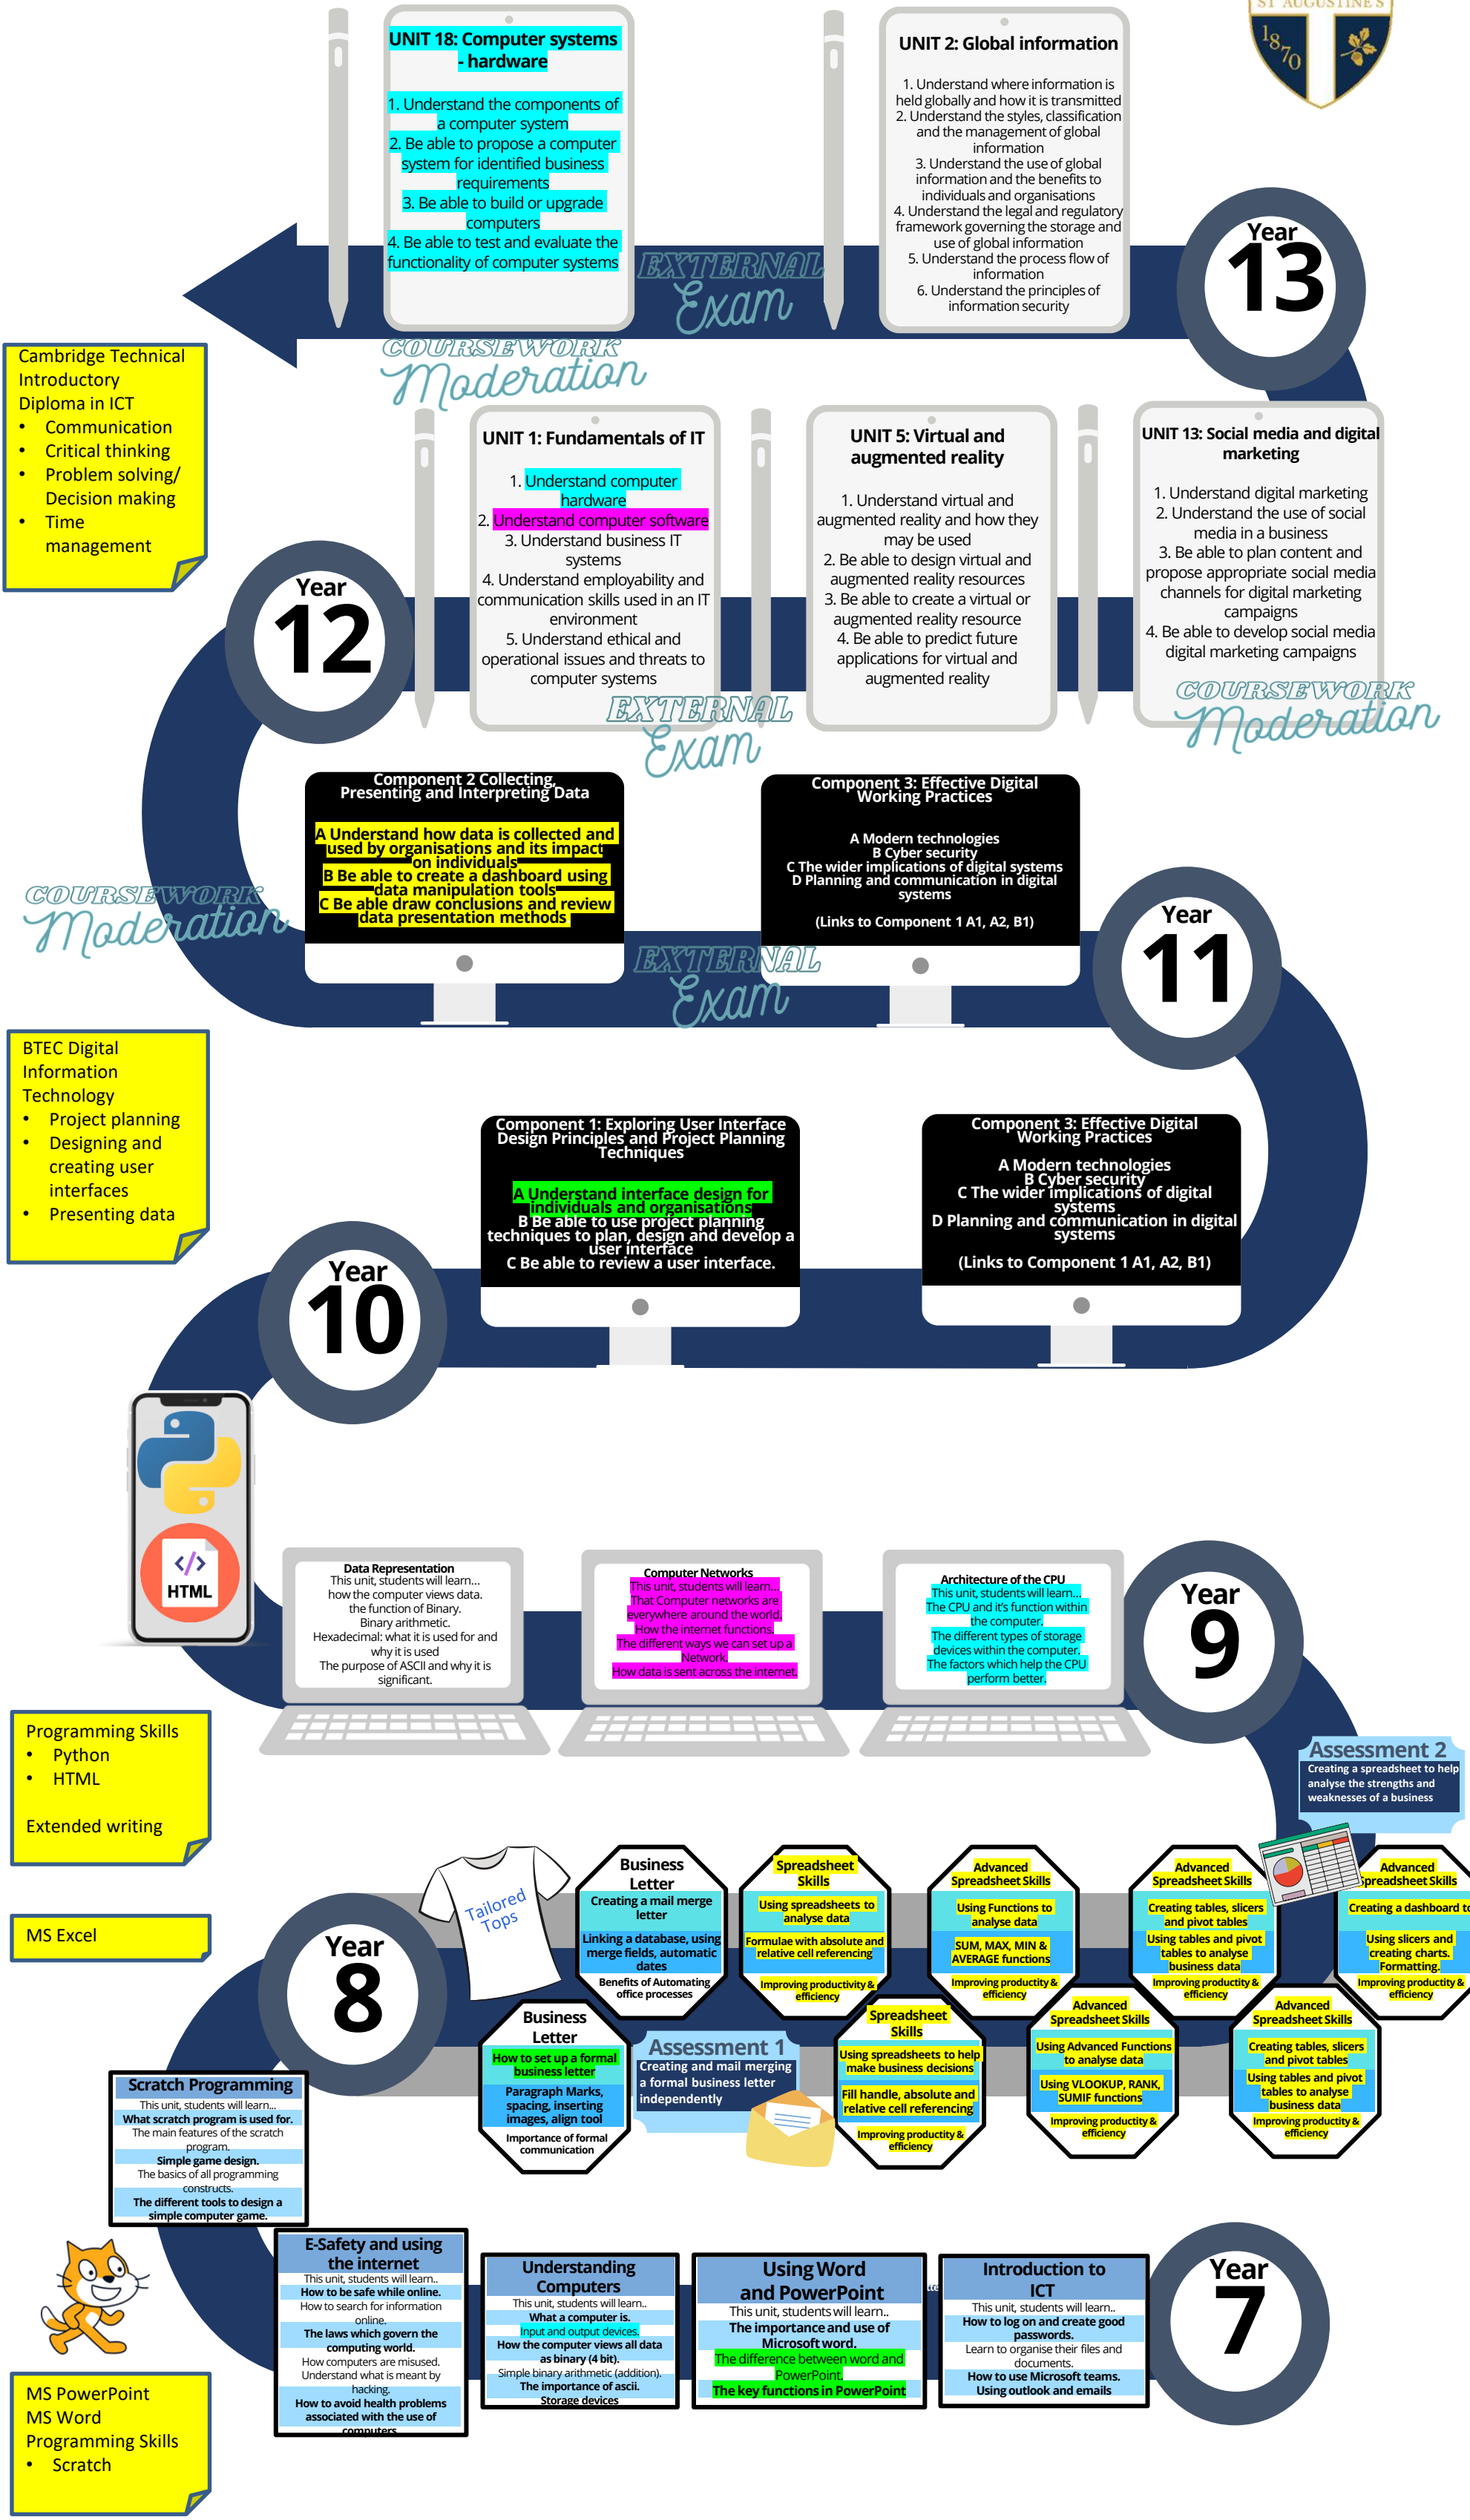 ST AUGUSTINE'S
1870
UNIT 18: Computer systems
- hardware
1. Understand the components of
a computer system
2. Be able to propose a computer
system for identified business
requirements
3. Be able to build or upgrade
computers
4. Be able to test and evaluate the
functionality of computer systems
UNIT 2: Global information
1. Understand where information is
held globally and how it is transmitted
2. Understand the styles, classification
and the management of global
information
3. Understand the use of global
information and the benefits to
individuals and organisations
4. Understand the legal and regulatory
framework governing the storage and
use of global information
5. Understand the process flow of
information
6. Understand the principles of
information security
Year
13
EXTERNAL
Exam
COURSEWORK
Moderation
Cambridge Technical
Introductory
Diploma in ICT
• Communication
• Critical thinking
• Problem solving/
Decision making
• Time
management
Year
12
UNIT 1: Fundamentals of IT
1. Understand computer
hardware
2. Understand computer software
3. Understand business IT
systems
4. Understand employability and
communication skills used in an IT
environment
5. Understand ethical and
operational issues and threats to
computer systems
UNIT 5: Virtual and
augmented reality
1. Understand virtual and
augmented reality and how they
may be used
2. Be able to design virtual and
augmented reality resources
3. Be able to create a virtual or
augmented reality resource
4. Be able to predict future
applications for virtual and
augmented reality
UNIT 13: Social media and digital
marketing
1. Understand digital marketing
2. Understand the use of social
media in a business
3. Be able to plan content and
propose appropriate social media
channels for digital marketing
campaigns
4. Be able to develop social media
digital marketing campaigns
EXTERNAL
Exam
COURSEWORK
Moderation
Component 2 Collecting,
Presenting and Interpreting Data
A Understand how data is collected and
used by organisations and its impact
on individuals
B Be able to create a dashboard using
data manipulation tools
C Be able draw conclusions and review
data presentation methods
Component 3: Effective Digital
Working Practices
A Modern technologies
B Cyber security
C The wider implications of digital systems
D Planning and communication in digital
systems
(Links to Component 1 A1, A2, B1)
COURSEWORK
Moderation
EXTERNAL
Exam
Year
11
BTEC Digital
Information
Technology
• Project planning
• Designing and
creating user
interfaces
• Presenting data
Component 1: Exploring User Interface
Design Principles and Project Planning
Techniques
A Understand interface design for
individuals and organisations
B Be able to use project planning
techniques to plan, design and develop a
user interface
C Be able to review a user interface.
Component 3: Effective Digital
Working Practices
A Modern technologies
B Cyber security
C The wider implications of digital
systems
D Planning and communication in digital
systems
(Links to Component 1 A1, A2, B1)
Year
10
</>
HTML
Data Representation
This unit, students will learn...
how the computer views data.
the function of Binary.
Binary arithmetic.
Hexadecimal: what it is used for and
why it is used
The purpose of ASCII and why it is
significant.
Computer Networks
This unit, students will learn...
That Computer networks are
everywhere around the world.
How the internet functions.
The different ways we can set up a
Network.
How data is sent across the internet.
Architecture of the CPU
This unit, students will learn...
The CPU and it's function within
the computer.
The different types of storage
devices within the computer.
The factors which help the CPU
perform better.
Year
9
Programming Skills
• Python
• HTML
Extended writing
Assessment 2
Creating a spreadsheet to help
analyse the strengths and
weaknesses of a business
MS Excel
Year
8
Tailored
Tops
Business
Letter
Creating a mail merge
letter
Linking a database, using
merge fields, automatic
dates
Benefits of Automating
office processes
Spreadsheet
Skills
Using spreadsheets to
analyse data
Formulae with absolute and
relative cell referencing
Improving productivity &
efficiency
Advanced
Spreadsheet Skills
Using Functions to
analyse data
SUM, MAX, MIN &
AVERAGE functions
Improving productity &
efficiency
Advanced
Spreadsheet Skills
Creating tables, slicers
and pivot tables
Using tables and pivot
tables to analyse
business data
Improving productity &
efficiency
Advanced
Spreadsheet Skills
Creating a dashboard to
Using slicers and
creating charts.
Formatting.
Improving productity &
efficiency
Business
Letter
How to set up a formal
business letter
Paragraph Marks,
spacing, inserting
images, align tool
Importance of formal
communication
Assessment 1
Creating and mail merging
a formal business letter
independently
Spreadsheet
Skills
Using spreadsheets to help
make business decisions
Fill handle, absolute and
relative cell referencing
Improving productity &
efficiency
Advanced
Spreadsheet Skills
Using Advanced Functions
to analyse data
Using VLOOKUP, RANK,
SUMIF functions
Improving productity &
efficiency
Advanced
Spreadsheet Skills
Creating tables, slicers
and pivot tables
Using tables and pivot
tables to analyse
business data
Improving productity &
efficiency
Scratch Programming
This unit, students will learn...
What scratch program is used for.
The main features of the scratch
program.
Simple game design.
The basics of all programming
constructs.
The different tools to design a
simple computer game.
E-Safety and using
the internet
This unit, students will learn..
How to be safe while online.
How to search for information
online.
The laws which govern the
computing world.
How computers are misused.
Understand what is meant by
hacking.
How to avoid health problems
associated with the use of
computers
Understanding
Computers
This unit, students will learn..
What a computer is.
Input and output devices.
How the computer views all data
as binary (4 bit).
Simple binary arithmetic (addition).
The importance of ascii.
Storage devices
Using Word
and PowerPoint
This unit, students will learn..
The importance and use of
Microsoft word.
The difference between word and
PowerPoint.
The key functions in PowerPoint
Introduction to
ICT
This unit, students will learn..
How to log on and create good
passwords.
Learn to organise their files and
documents.
How to use Microsoft teams.
Using outlook and emails
Year
7
MS PowerPoint
MS Word
Programming Skills
• Scratch